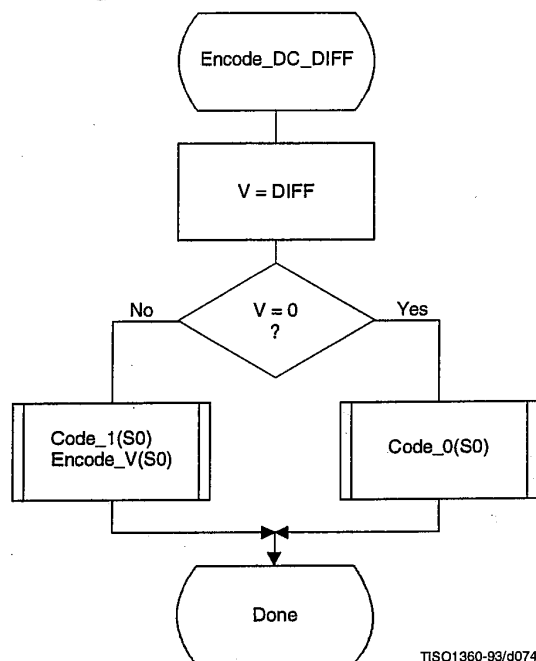 Encode_DC_DIFF
V = DIFF
V = 0
?
No
Yes
Code_1(S0)
Encode_V(S0)
Code_0(S0)
Done
TISO1360-93/d074